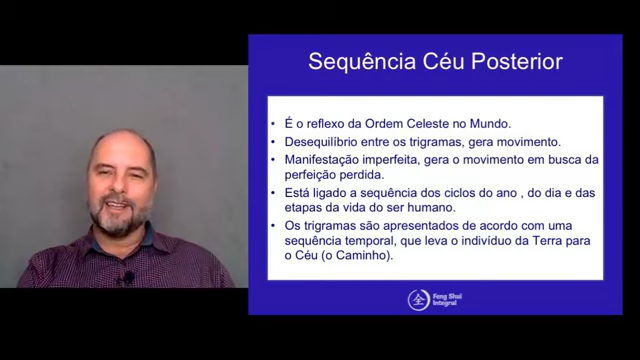 Sequência Céu Posterior
• É o reflexo da Ordem Celeste no Mundo.
• Desequilíbrio entre os trigramas, gera movimento.
• Manifestação imperfeita, gera o movimento em busca da
perfeição perdida.
• Está ligado a sequência dos ciclos do ano , do dia e das
etapas da vida do ser humano.
• Os trigramas são apresentados de acordo com uma
sequência temporal, que leva o indivíduo da Terra para
o Céu (o Caminho).
全 Feng Shui
Integral